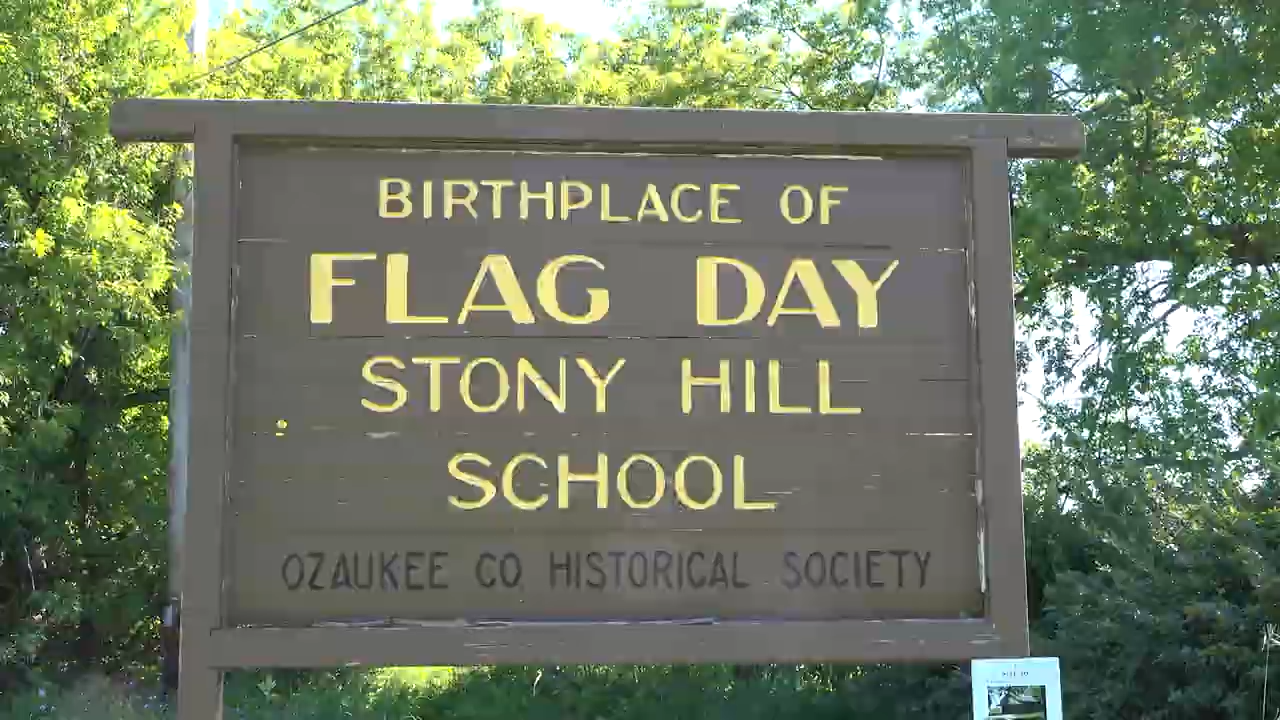 BIRTHPLACE OF
FLAG DAY
STONY HILL
SCHOOL
OZAUKEE CO HISTORICAL SOCIETY